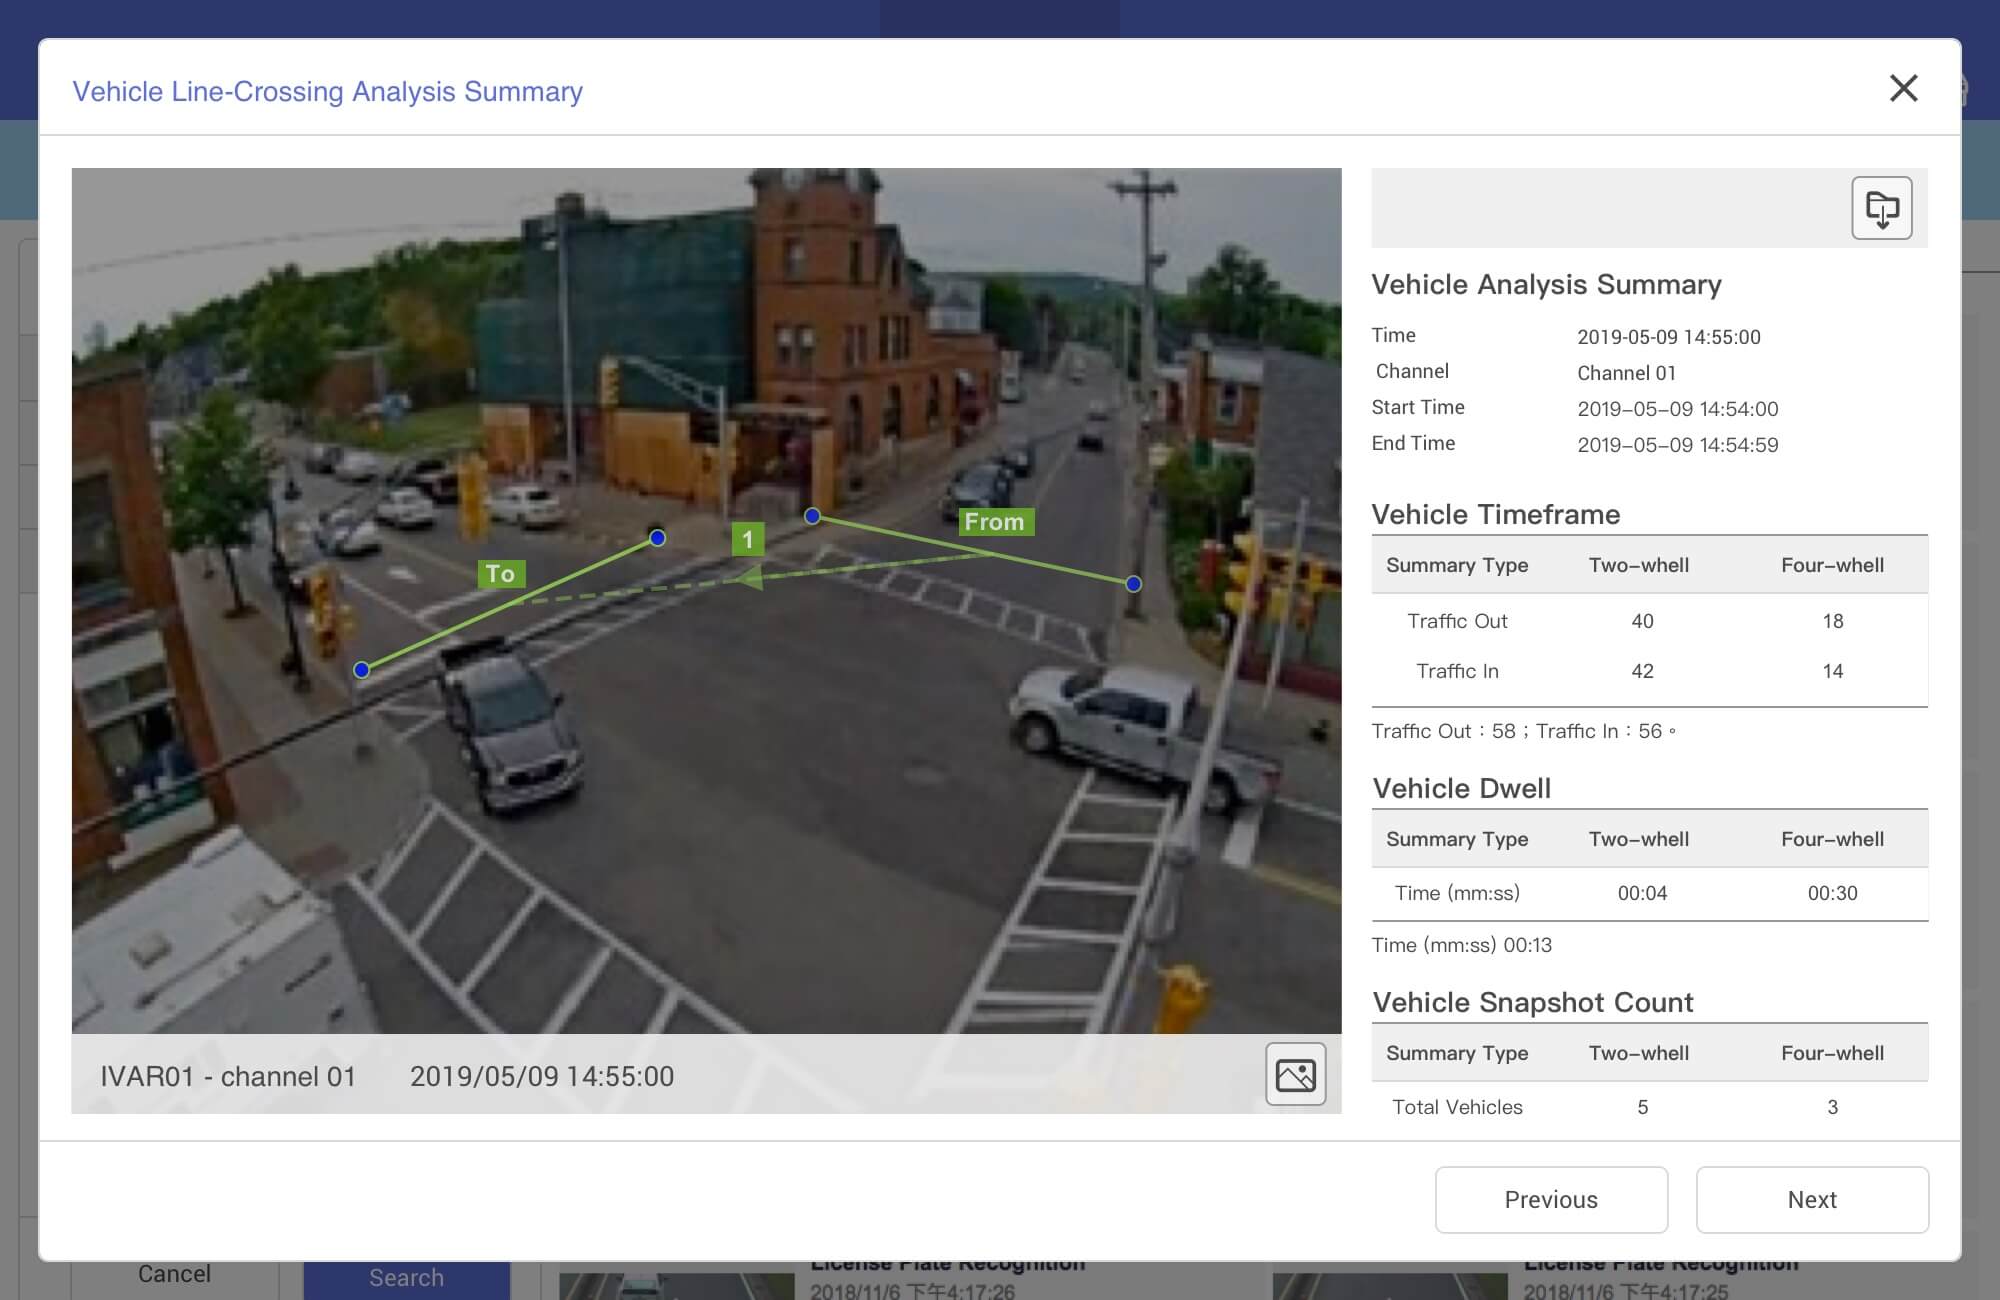 Vehicle Line-Crossing Analysis Summary
From
1
To
IVAR01 - channel 01 2019/05/09 14:55:00
Vehicle Analysis Summary
Time 2019-05-09 14:55:00
Channel Channel 01
Start Time 2019-05-09 14:54:00
End Time 2019-05-09 14:54:59
Vehicle Timeframe
Summary Type Two-whell Four-whell
Traffic Out 40 18
Traffic In 42 14
Traffic Out：58；Traffic In：56。
Vehicle Dwell
Summary Type Two-whell Four-whell
Time (mm:ss) 00:04 00:30
Time (mm:ss) 00:13
Vehicle Snapshot Count
Summary Type Two-whell Four-whell
Total Vehicles 5 3
Previous Next
Cancel Search
License Plate Recognition License Plate Recognition
2018/11/6 下午4:17:26 2018/11/6 下午4:17:25